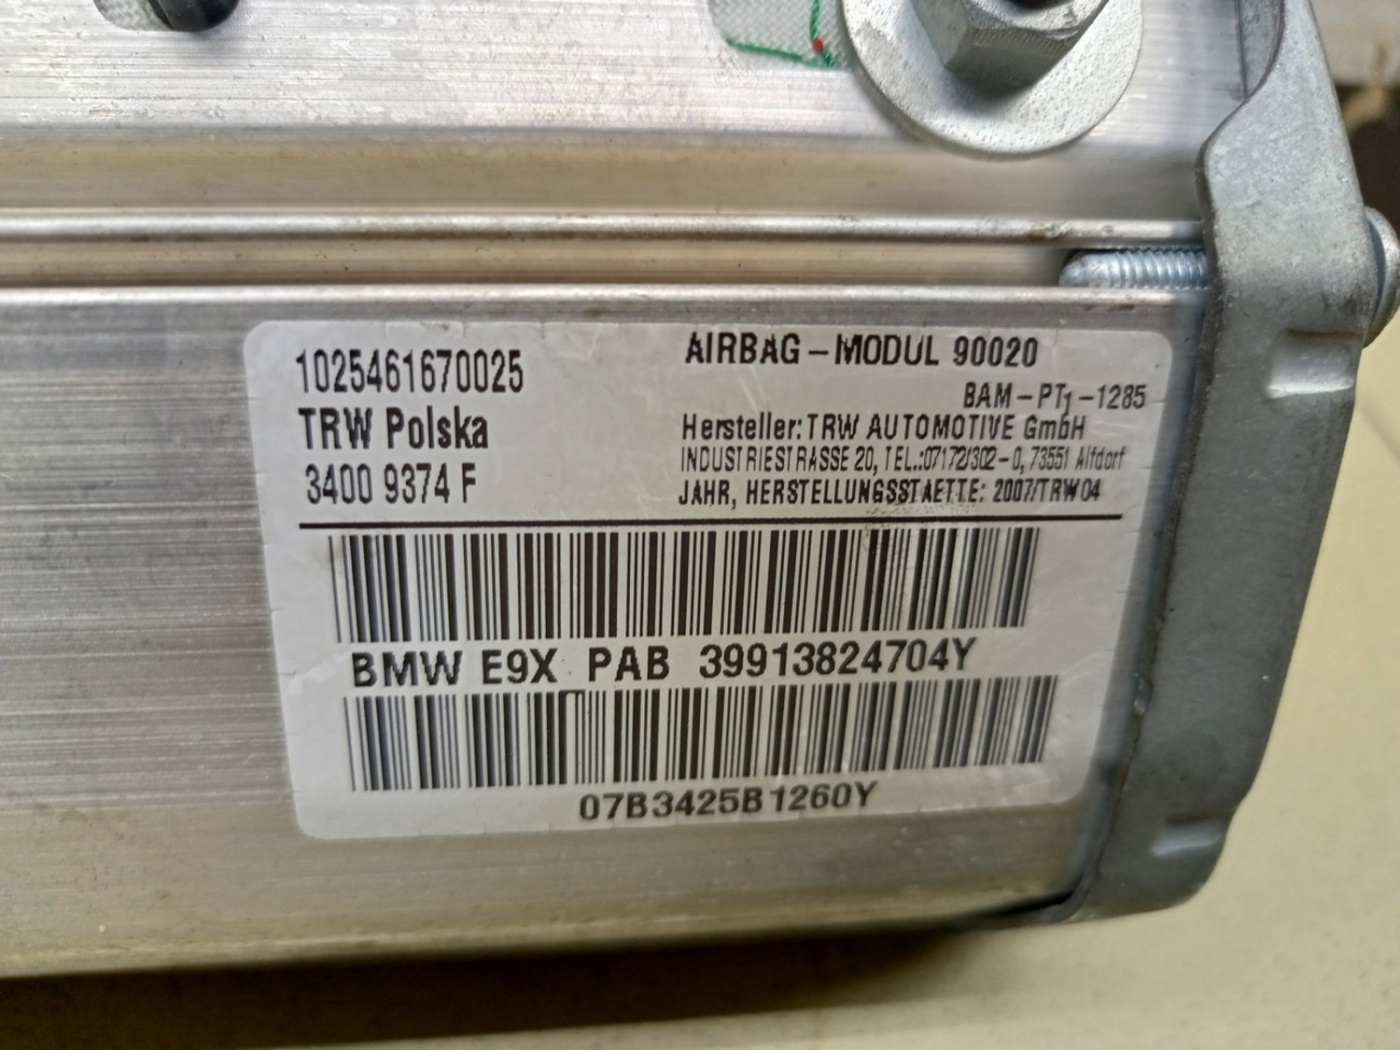 1025461670025
TRW Polska
3400 9374 F
AIRBAG-MODUL 90020
BAM-PT1-1285
Hersteller: TRW AUTOMOTIVE GmbH
INDUSTRIESTRASSE 20, TEL.:07172/302-0, 73551 Alfdorf
JAHR, HERSTELLUNGSSTAETTE: 2007/TRW04
BMW E9X PAB 39913824704Y
07B3425B1260Y